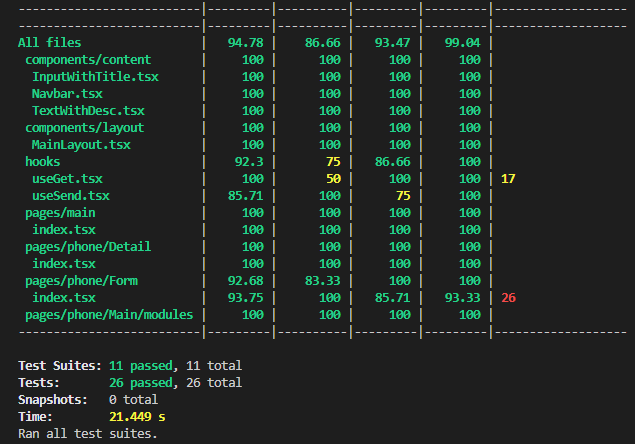 ---------------------------|---------|----------|---------|---------|-------------------
---------------------------|---------|----------|---------|---------|-------------------
All files                  |   94.78 |    86.66 |   93.47 |   99.04 |
 components/content        |     100 |      100 |     100 |     100 |
  InputWithTitle.tsx       |     100 |      100 |     100 |     100 |
  Navbar.tsx               |     100 |      100 |     100 |     100 |
  TextWithDesc.tsx         |     100 |      100 |     100 |     100 |
 components/layout         |     100 |      100 |     100 |     100 |
  MainLayout.tsx           |     100 |      100 |     100 |     100 |
 hooks                     |    92.3 |       75 |   86.66 |     100 |
  useGet.tsx               |     100 |       50 |     100 |     100 | 17
  useSend.tsx              |   85.71 |      100 |      75 |     100 |
 pages/main                |     100 |      100 |     100 |     100 |
  index.tsx                |     100 |      100 |     100 |     100 |
 pages/phone/Detail        |     100 |      100 |     100 |     100 |
  index.tsx                |     100 |      100 |     100 |     100 |
 pages/phone/Form          |   92.68 |    83.33 |     100 |     100 |
  index.tsx                |   93.75 |      100 |   85.71 |   93.33 | 26
 pages/phone/Main/modules  |     100 |      100 |     100 |     100 |
---------------------------|---------|----------|---------|---------|-------------------
Test Suites: 11 passed, 11 total
Tests:       26 passed, 26 total
Snapshots:   0 total
Time:        21.449 s
Ran all test suites.